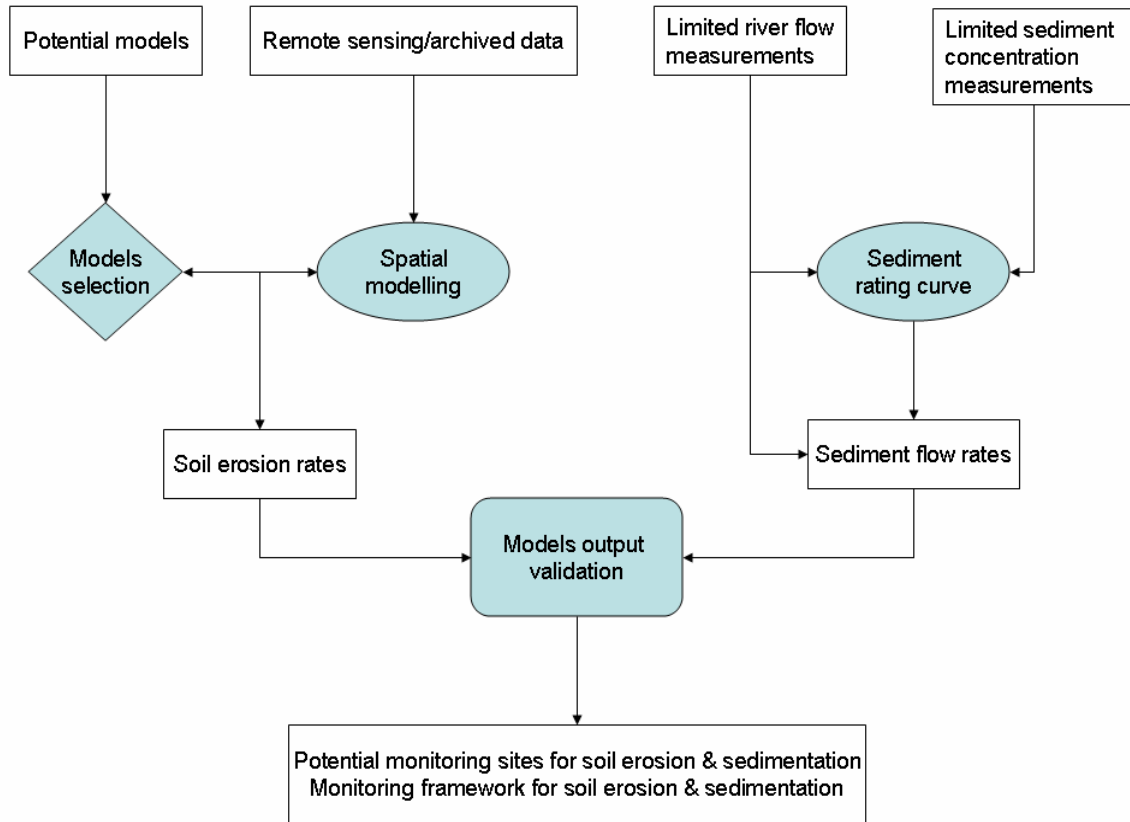 Potential models
Remote sensing/archived data
Limited river flow
measurements
Limited sediment
concentration
measurements
Models
selection
Spatial
modelling
Sediment
rating curve
Soil erosion rates
Sediment flow rates
Models output
validation
Potential monitoring sites for soil erosion & sedimentation
Monitoring framework for soil erosion & sedimentation